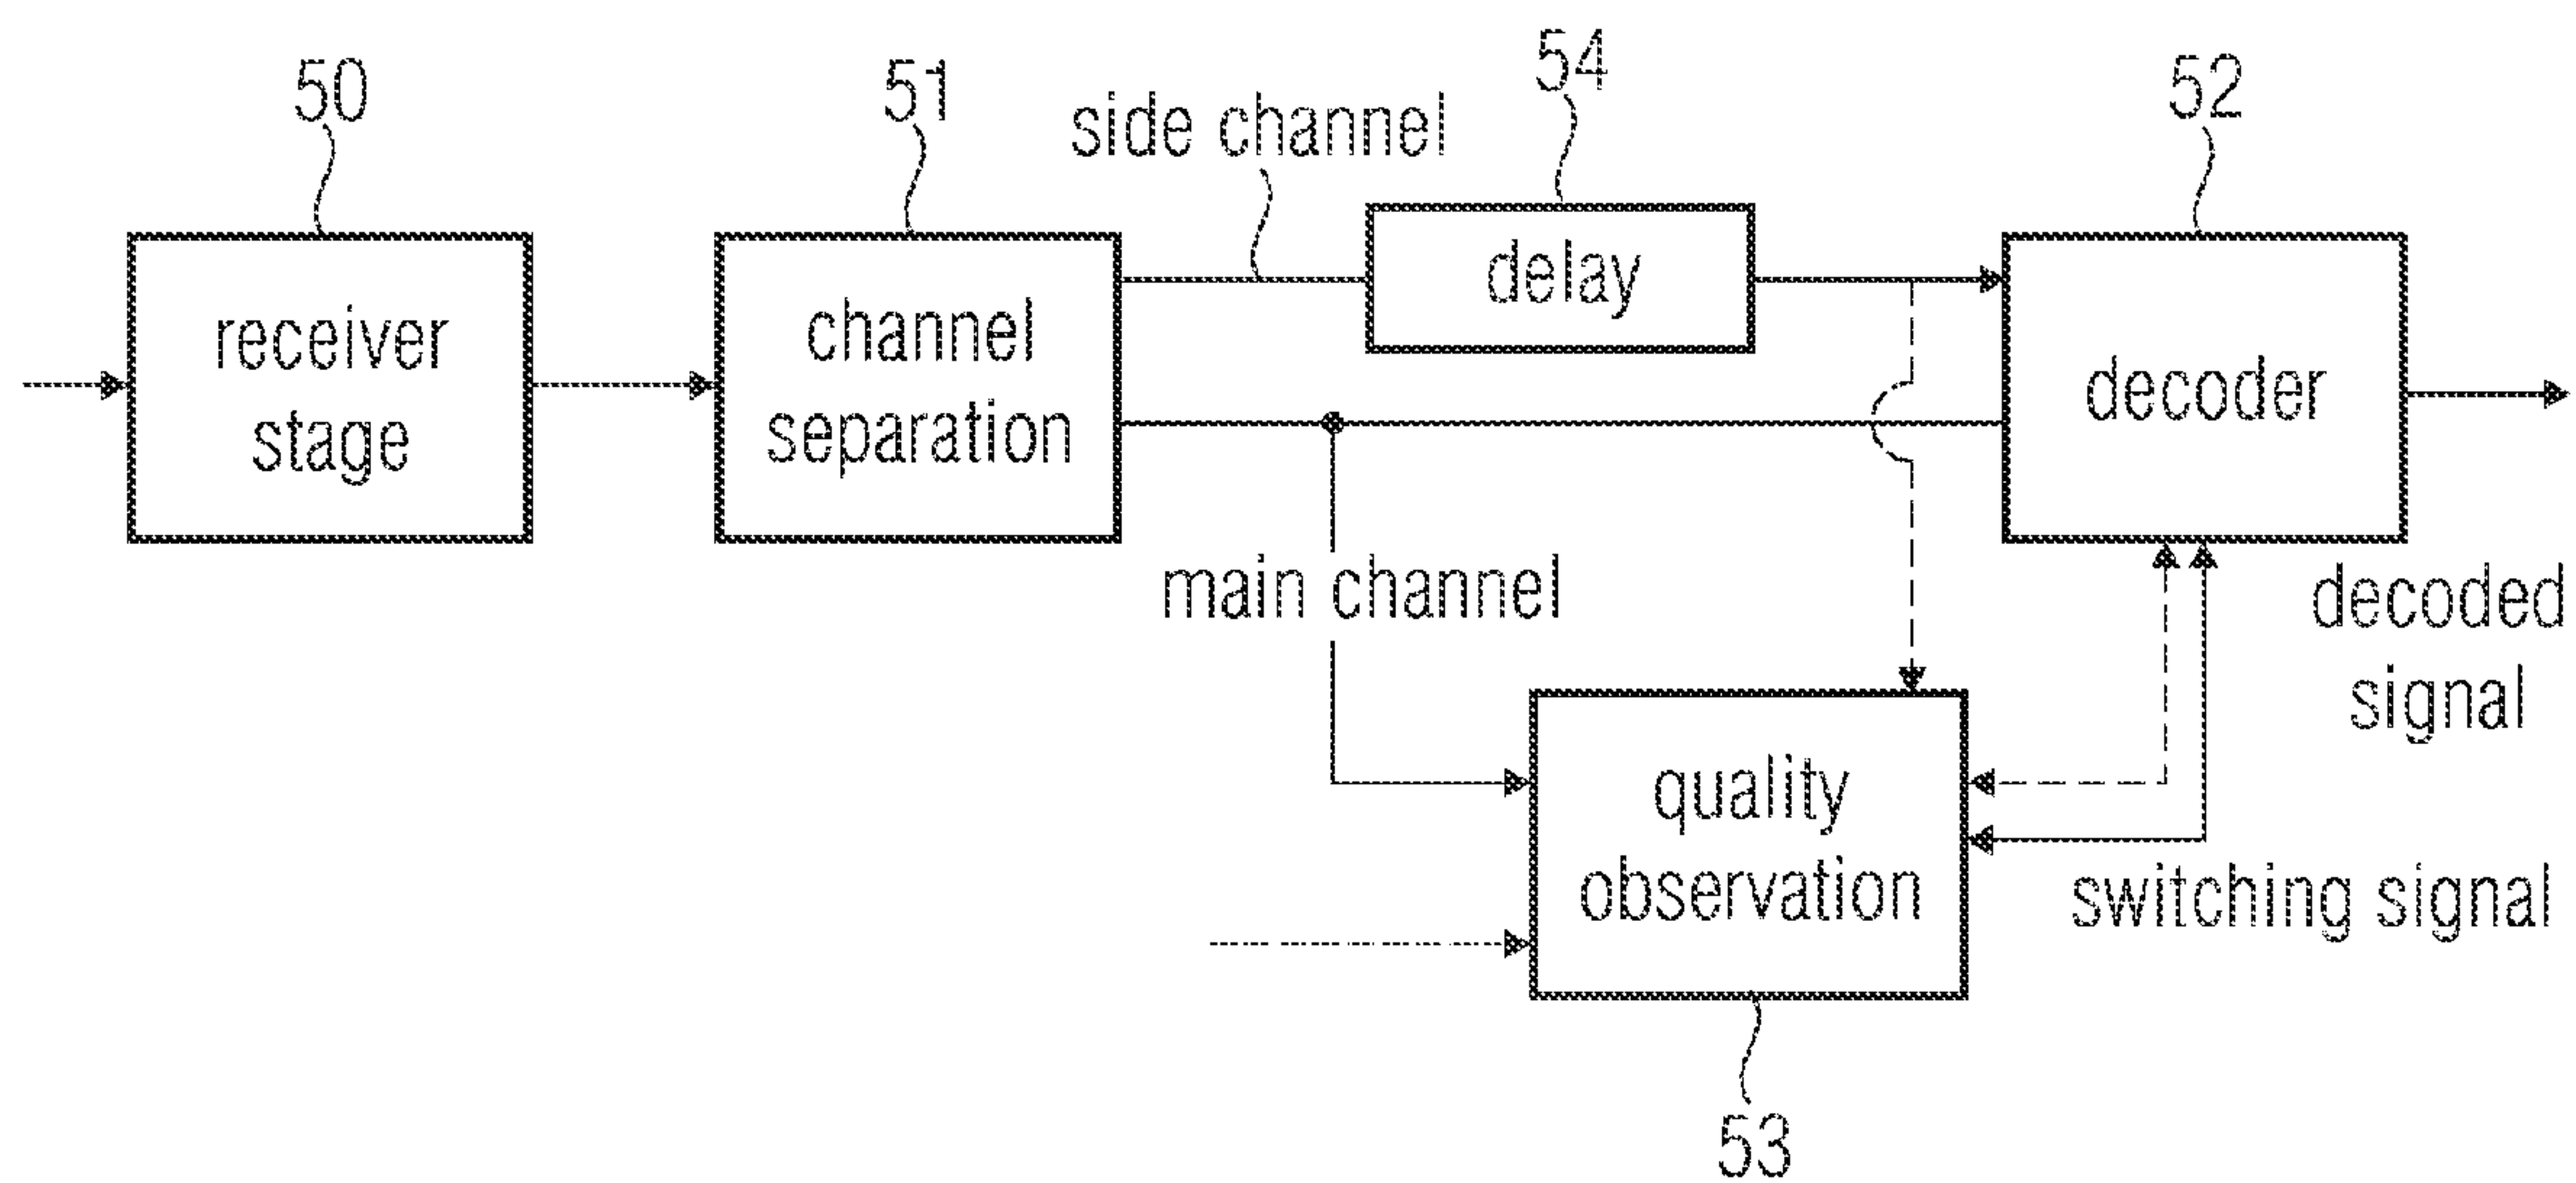 50
51
54
52
side channel
receiver
stage
channel
separation
delay
decoder
main channel
decoded
signal
quality
observation
switching signal
53